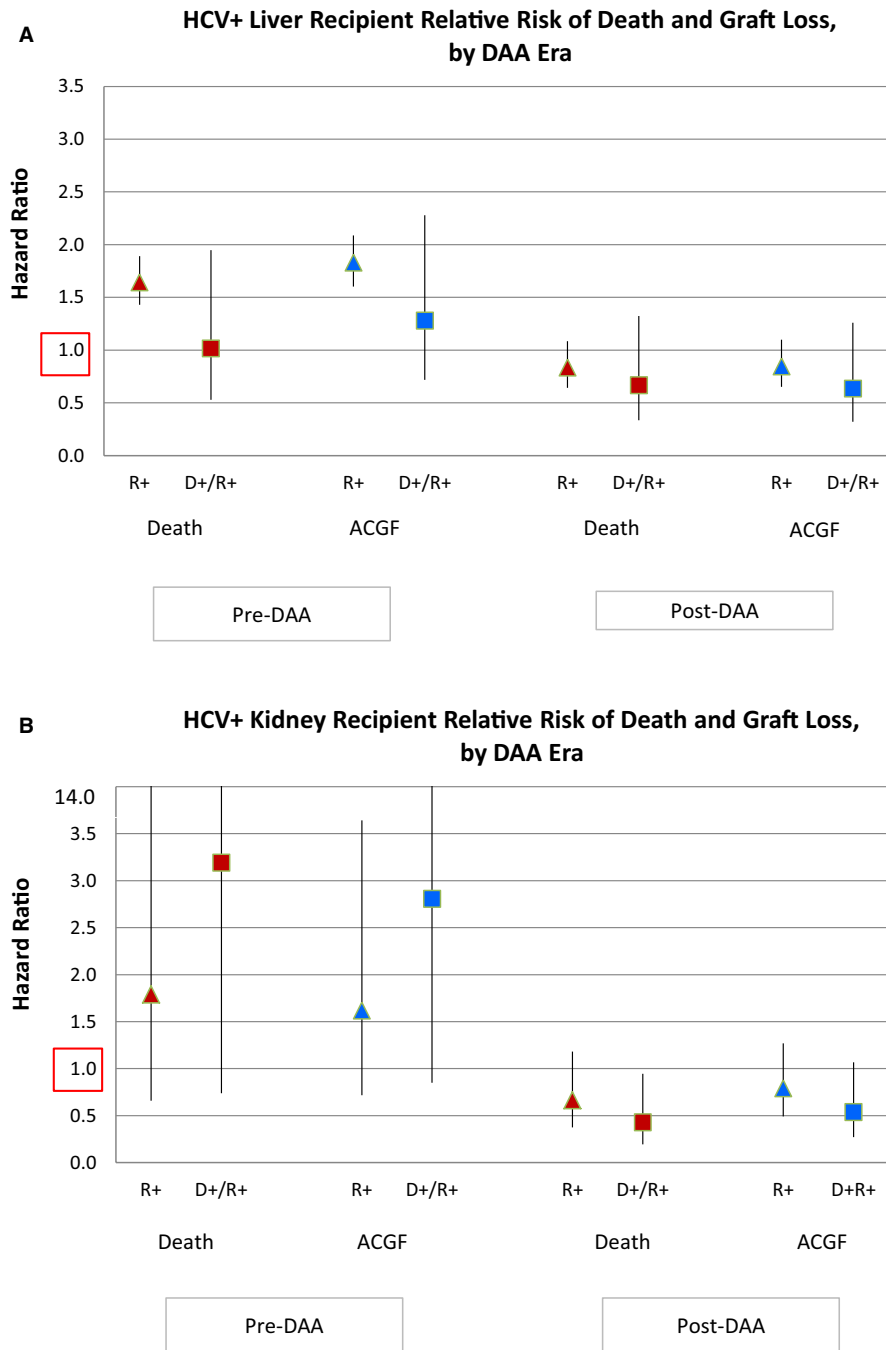 A
HCV+ Liver Recipient Relative Risk of Death and Graft Loss,
by DAA Era
Hazard Ratio
3.5
3.0
2.5
2.0
1.5
1.0
0.5
0.0
R+ D+/R+ R+ D+/R+ R+ D+/R+ R+ D+/R+
Death ACGF Death ACGF
Pre-DAA Post-DAA
B
HCV+ Kidney Recipient Relative Risk of Death and Graft Loss,
by DAA Era
Hazard Ratio
14.0
3.5
3.0
2.5
2.0
1.5
1.0
0.5
0.0
R+ D+/R+ R+ D+/R+ R+ D+/R+ R+ D+R+
Death ACGF Death ACGF
Pre-DAA Post-DAA